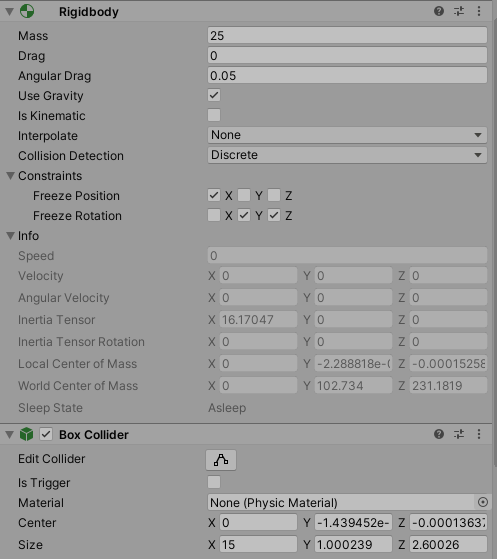 Rigidbody
Mass 25
Drag 0
Angular Drag 0.05
Use Gravity
Is Kinematic
Interpolate None
Collision Detection Discrete
Constraints
Freeze Position X Y Z
Freeze Rotation X Y Z
Info
Speed 0
Velocity X 0 Y 0 Z 0
Angular Velocity X 0 Y 0 Z 0
Inertia Tensor X 16.17047 Y 0 Z 0
Inertia Tensor Rotation X 0 Y 0 Z 0
Local Center of Mass X 0 Y -2.288818e-( Z -0.00015258
World Center of Mass X 0 Y 102.734 Z 231.1819
Sleep State Asleep
Box Collider
Edit Collider
Is Trigger
Material None (Physic Material)
Center X 0 Y -1.439452e- Z -0.00013637
Size X 15 Y 1.000239 Z 2.60026